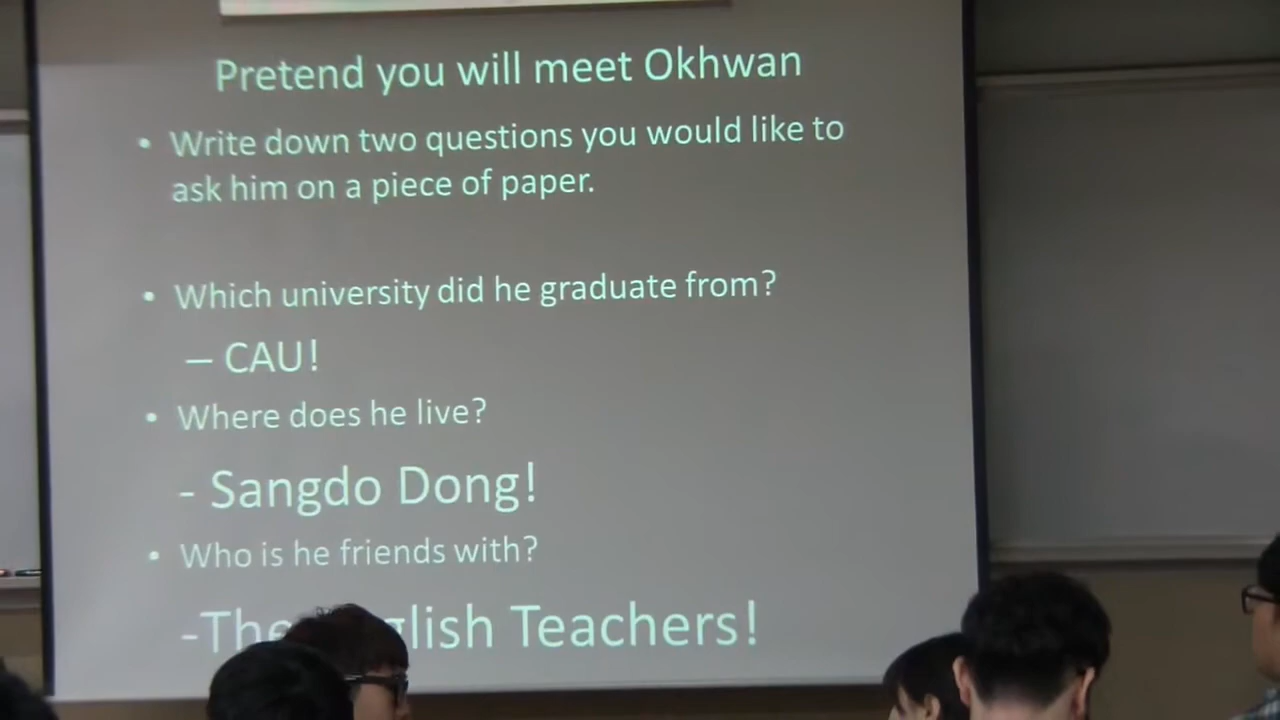 Pretend you will meet Okhwan
• Write down two questions you would like to
ask him on a piece of paper.
• Which university did he graduate from?
– CAU!
• Where does he live?
- Sangdo Dong!
• Who is he friends with?
-The Teachers!